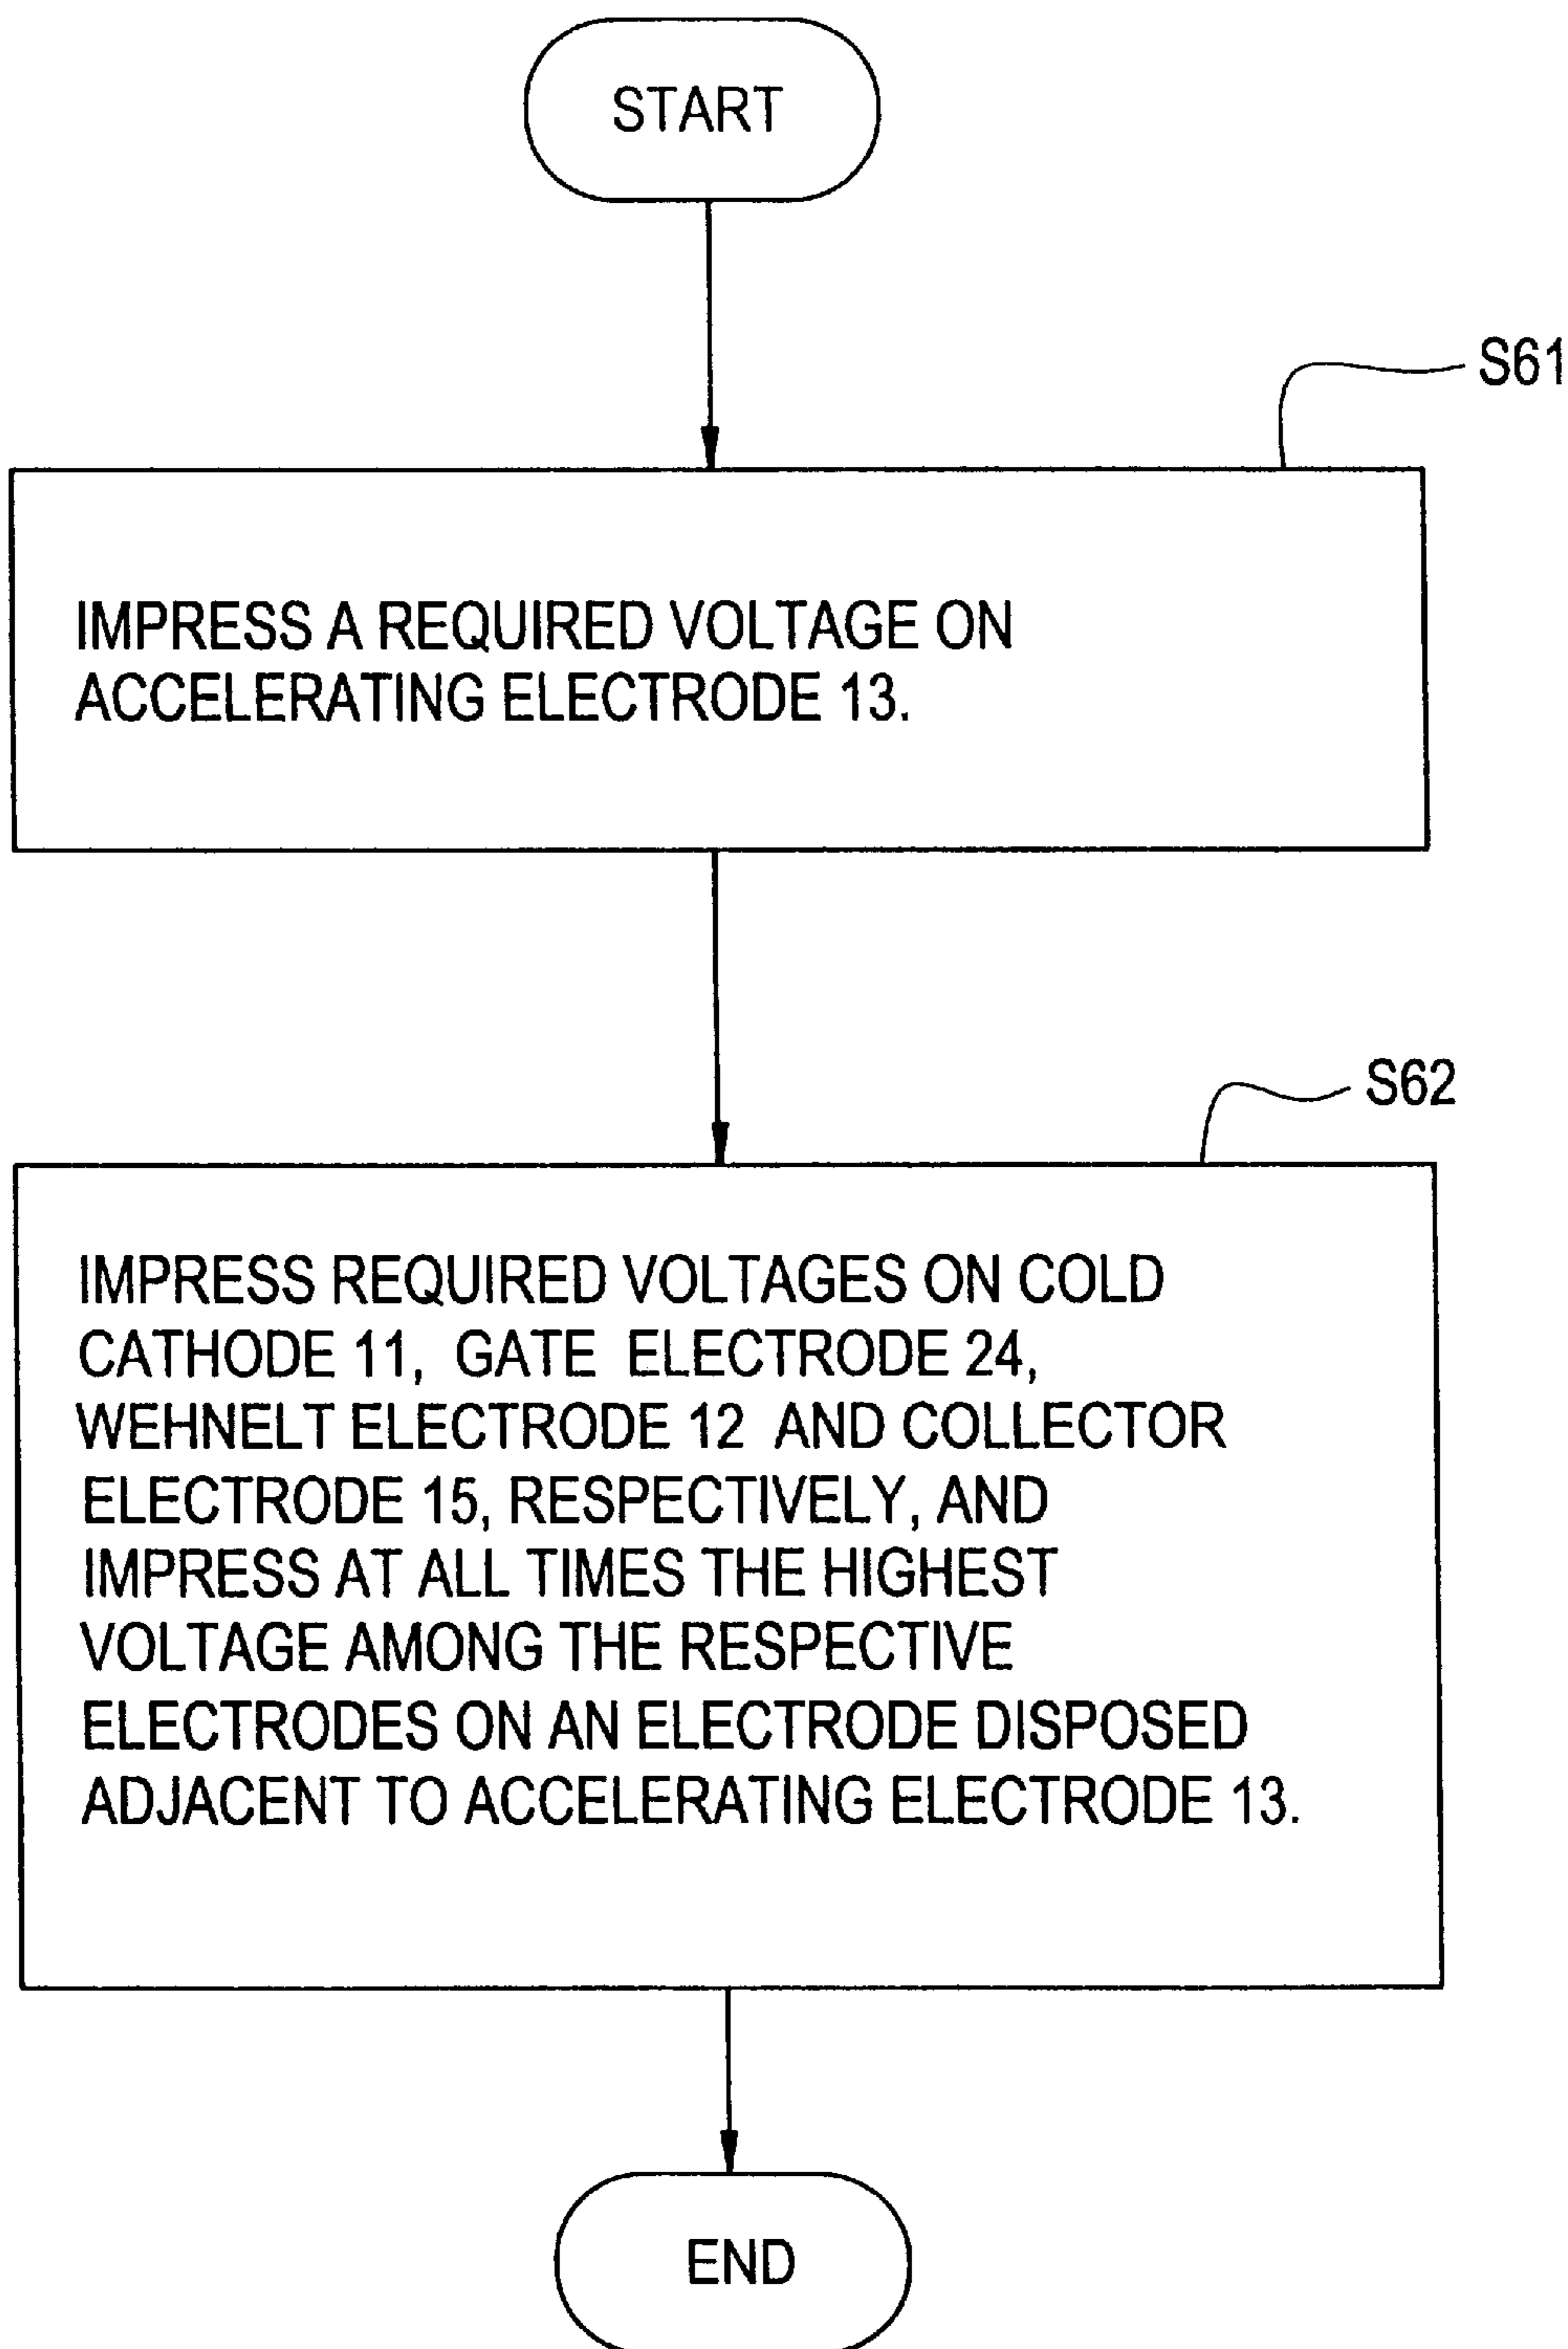 START
S61
IMPRESS A REQUIRED VOLTAGE ON
ACCELERATING ELECTRODE 13.
S62
IMPRESS REQUIRED VOLTAGES ON COLD
CATHODE 11, GATE ELECTRODE 24,
WEHNELT ELECTRODE 12 AND COLLECTOR
ELECTRODE 15, RESPECTIVELY, AND
IMPRESS AT ALL TIMES THE HIGHEST
VOLTAGE AMONG THE RESPECTIVE
ELECTRODES ON AN ELECTRODE DISPOSED
ADJACENT TO ACCELERATING ELECTRODE 13.
END